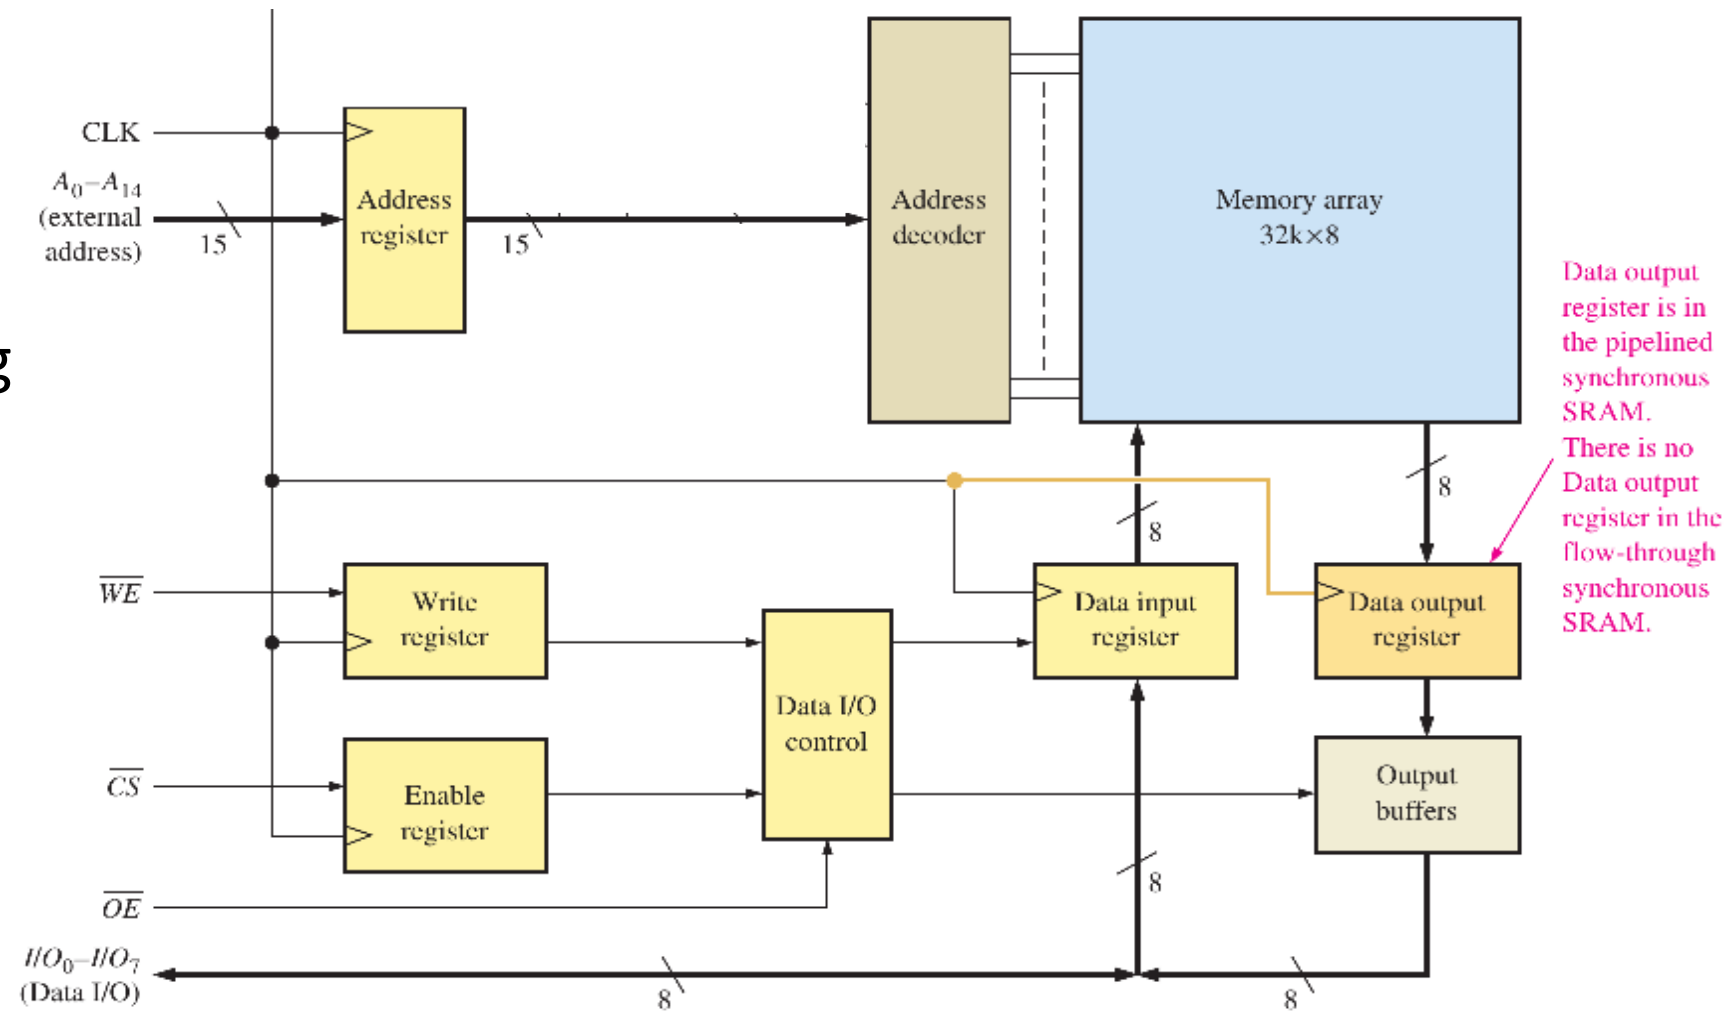 CLK
A₀–A₁₄
(external
address)
15
Address
register
15
Address
decoder
Memory array
32k×8
g
Data output
register is in
the pipelined
synchronous
SRAM.
There is no
Data output
register in the
flow-through
synchronous
SRAM.
8
8
W̅E̅
Write
register
Data input
register
Data output
register
Data I/O
control
C̅S̅
Enable
register
Output
buffers
8
O̅E̅
I/O₀–I/O₇
(Data I/O)
8
8